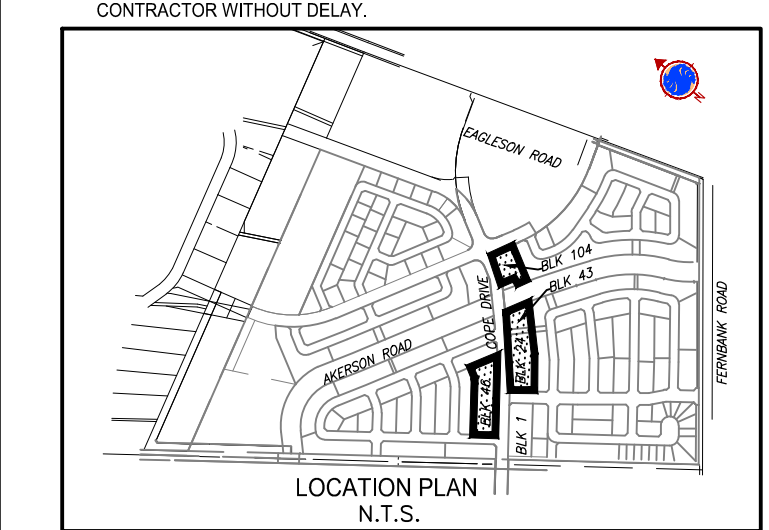 CONTRACTOR WITHOUT DELAY.
N
EAGLESON ROAD
BLK 104
BLK 43
COPE DRIVE
FERNBANK ROAD
AKERSON ROAD
BLK 24
BLK 46
BLK 1
LOCATION PLAN
N.T.S.